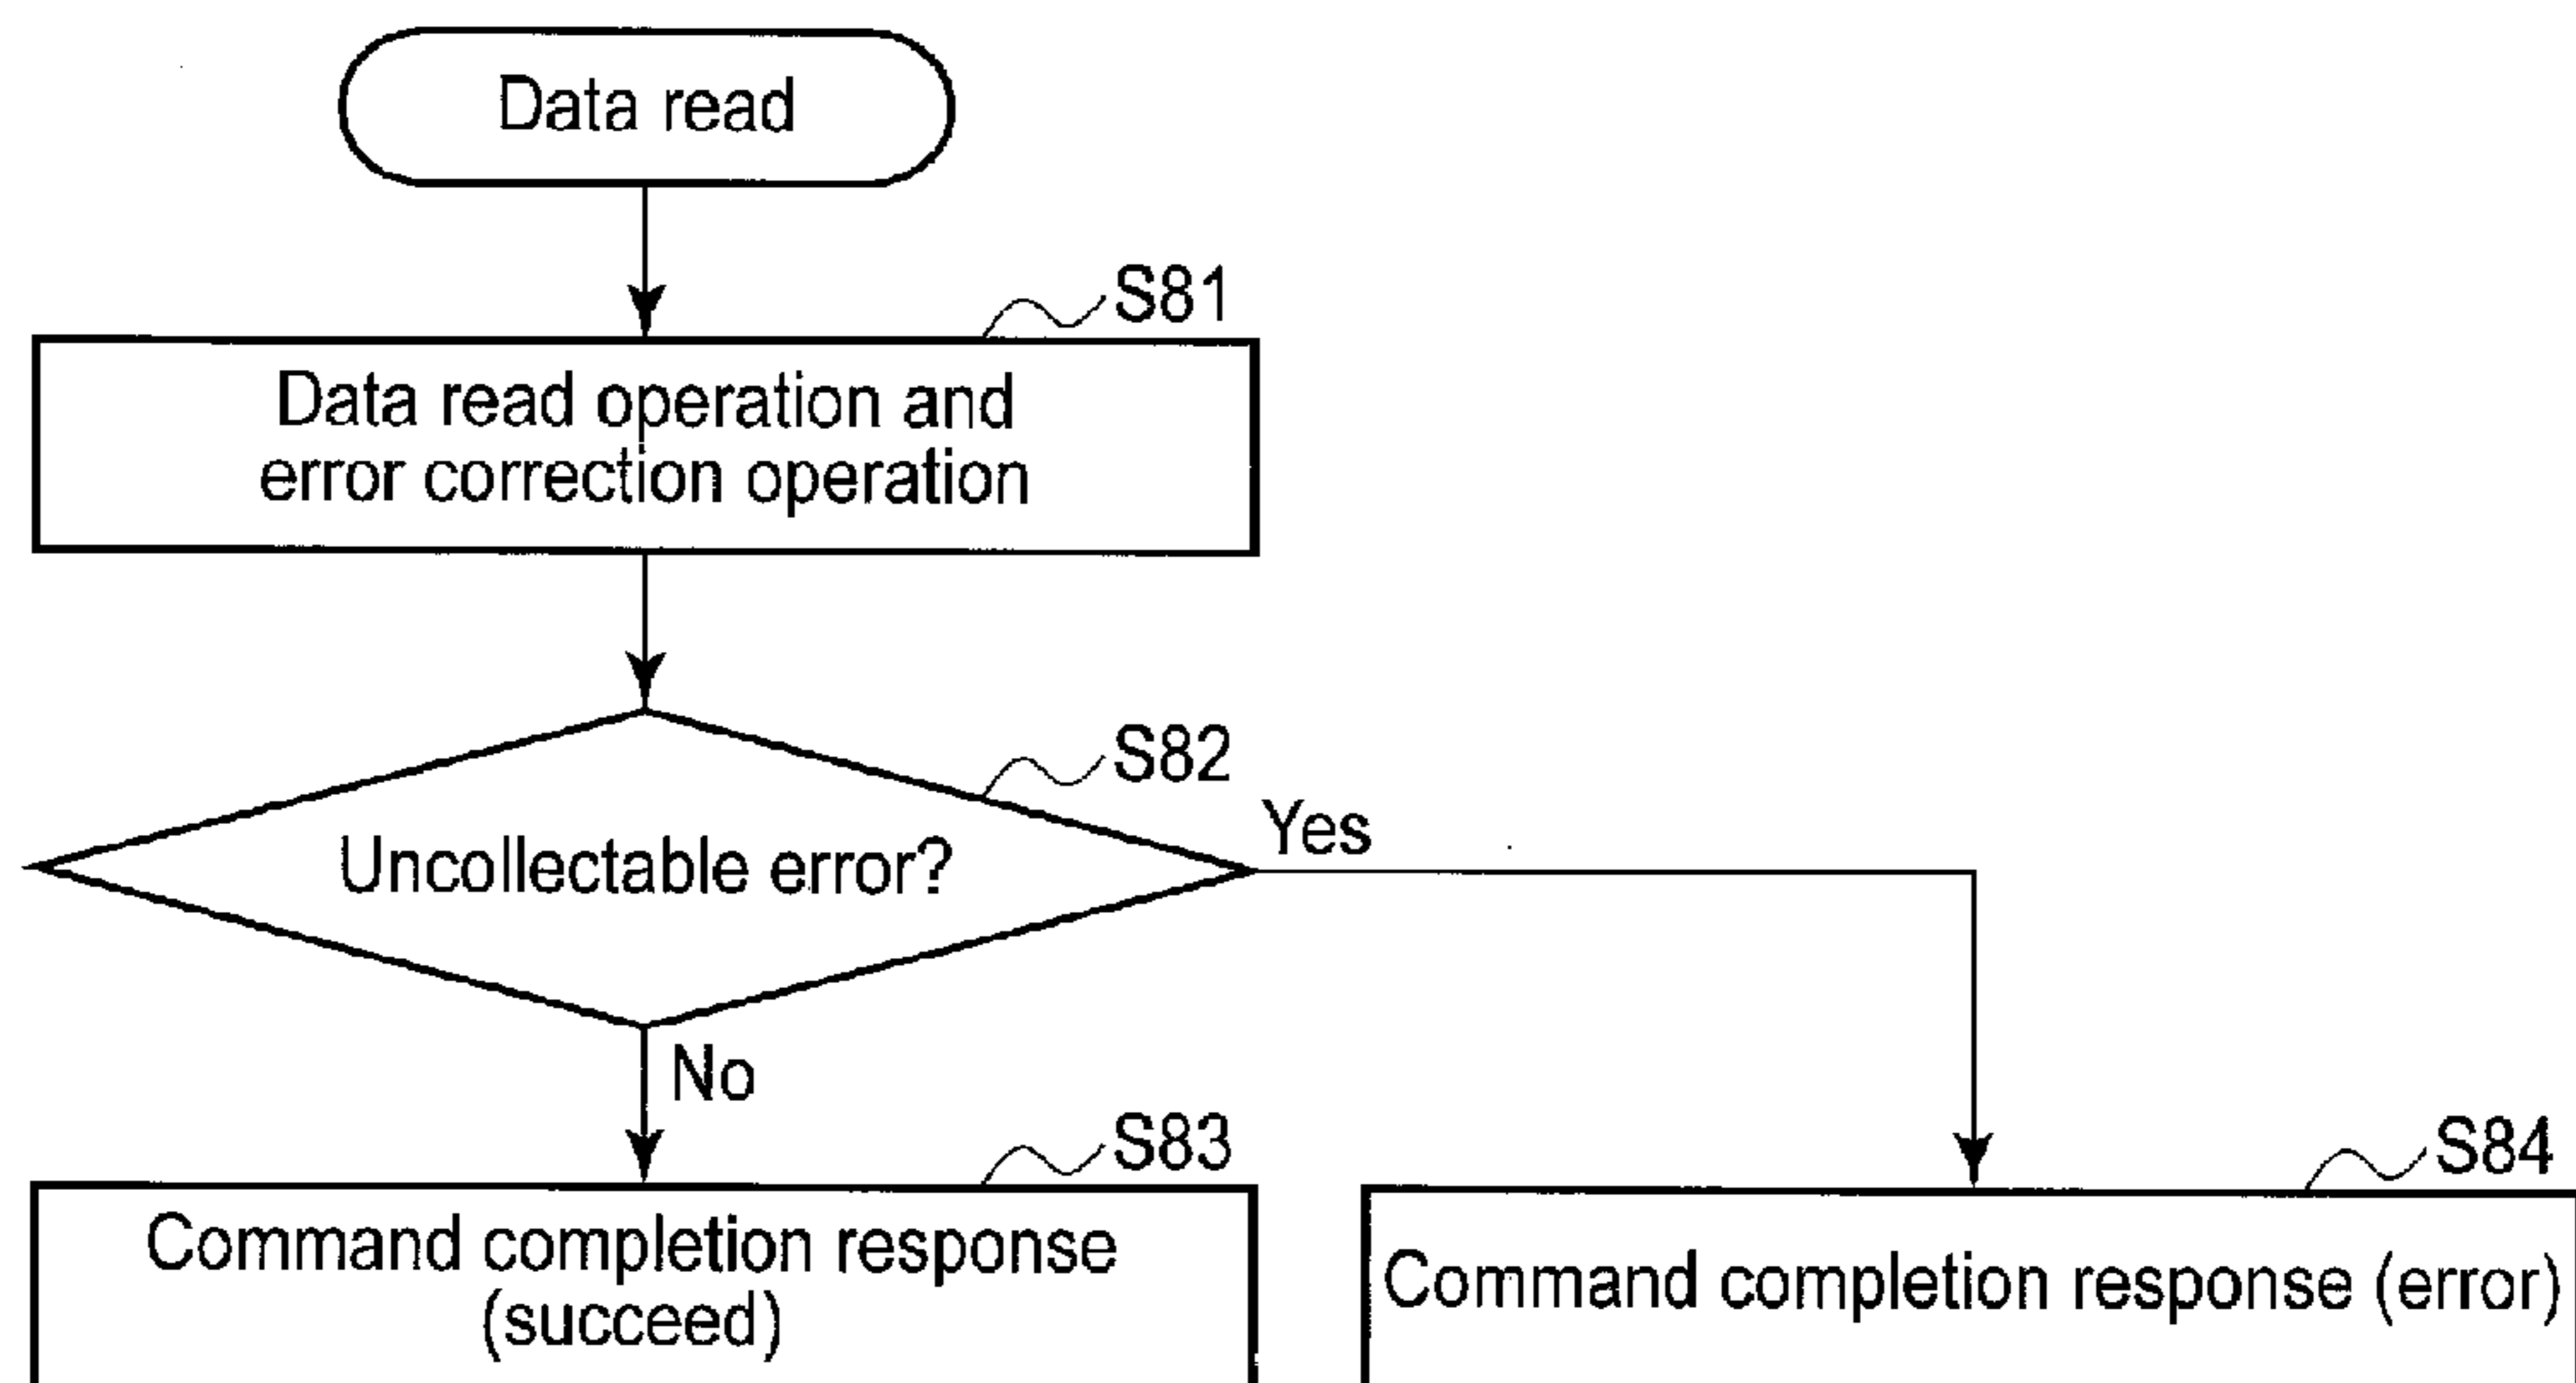 Data read
S81
Data read operation and
error correction operation
S82
Uncollectable error?
Yes
No
S83
Command completion response
(succeed)
S84
Command completion response (error)